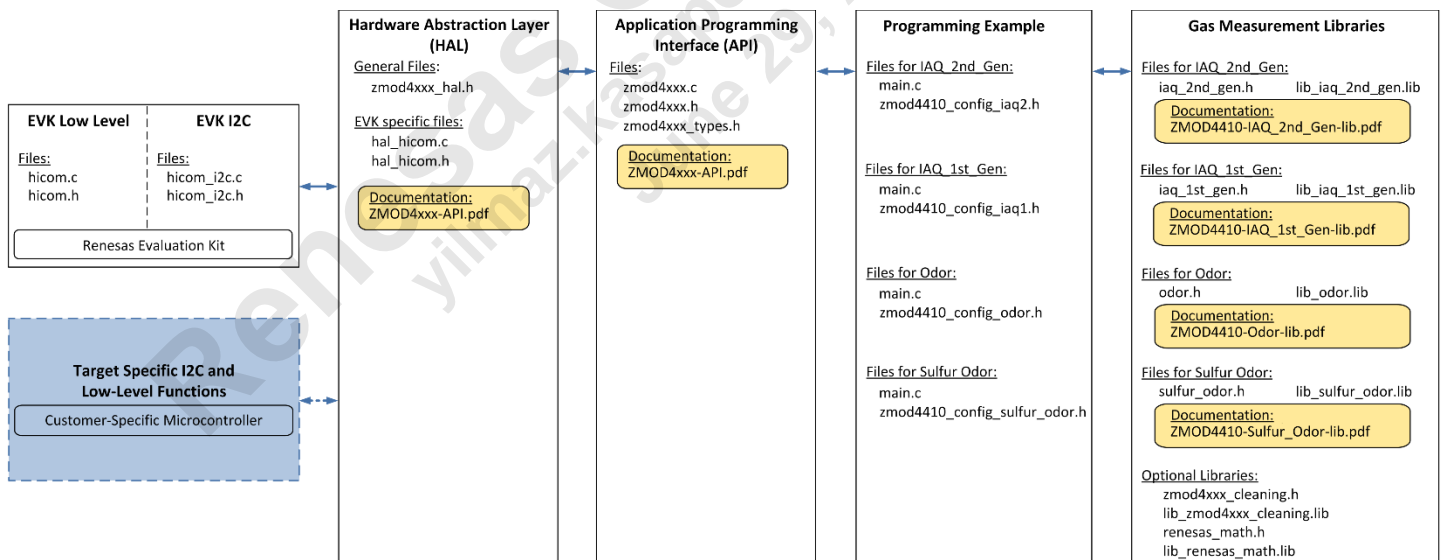 EVK Low Level
Files:
hicom.c
hicom.h
EVK I2C
Files:
hicom_i2c.c
hicom_i2c.h
Renesas Evaluation Kit
Target Specific I2C and
Low-Level Functions
Customer-Specific Microcontroller
Hardware Abstraction Layer
(HAL)
General Files:
zmod4xxx_hal.h
EVK specific files:
hal_hicom.c
hal_hicom.h
Documentation:
ZMOD4xxx-API.pdf
Application Programming
Interface (API)
Files:
zmod4xxx.c
zmod4xxx.h
zmod4xxx_types.h
Documentation:
ZMOD4xxx-API.pdf
Programming Example
Files for IAQ_2nd_Gen:
main.c
zmod4410_config_iaq2.h
Files for IAQ_1st_Gen:
main.c
zmod4410_config_iaq1.h
Files for Odor:
main.c
zmod4410_config_odor.h
Files for Sulfur Odor:
main.c
zmod4410_config_sulfur_odor.h
Gas Measurement Libraries
Files for IAQ_2nd_Gen:
iaq_2nd_gen.h lib_iaq_2nd_gen.lib
Documentation:
ZMOD4410-IAQ_2nd_Gen-lib.pdf
Files for IAQ_1st_Gen:
iaq_1st_gen.h lib_iaq_1st_gen.lib
Documentation:
ZMOD4410-IAQ_1st_Gen-lib.pdf
Files for Odor:
odor.h lib_odor.lib
Documentation:
ZMOD4410-Odor-lib.pdf
Files for Sulfur Odor:
sulfur_odor.h lib_sulfur_odor.lib
Documentation:
ZMOD4410-Sulfur_Odor-lib.pdf
Optional Libraries:
zmod4xxx_cleaning.h
lib_zmod4xxx_cleaning.lib
renesas_math.h
lib_renesas_math.lib
Renesas
June 29,